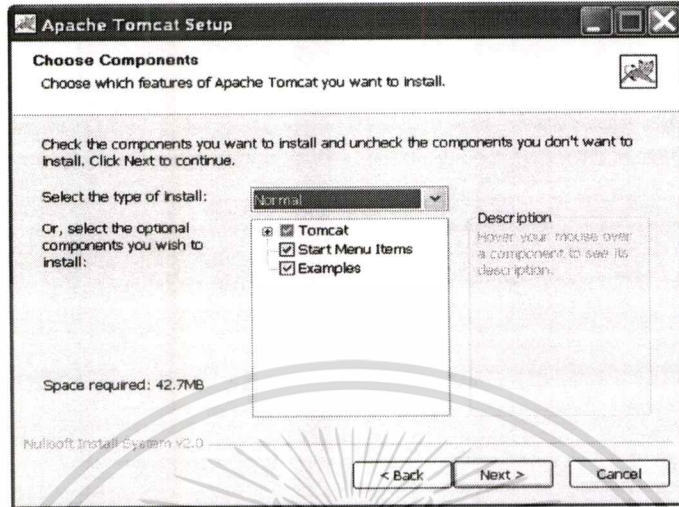 Apache Tomcat Setup
Choose Components
Choose which features of Apache Tomcat you want to install.
Check the components you want to install and uncheck the components you don't want to
install. Click Next to continue.
Select the type of install:
Normal
Or, select the optional
components you wish to
install:
Tomcat
Start Menu Items
Examples
Description
Hover your mouse over
a component to see its
description.
Space required: 42.7MB
Nullsoft Install System v2.0
< Back
Next >
Cancel